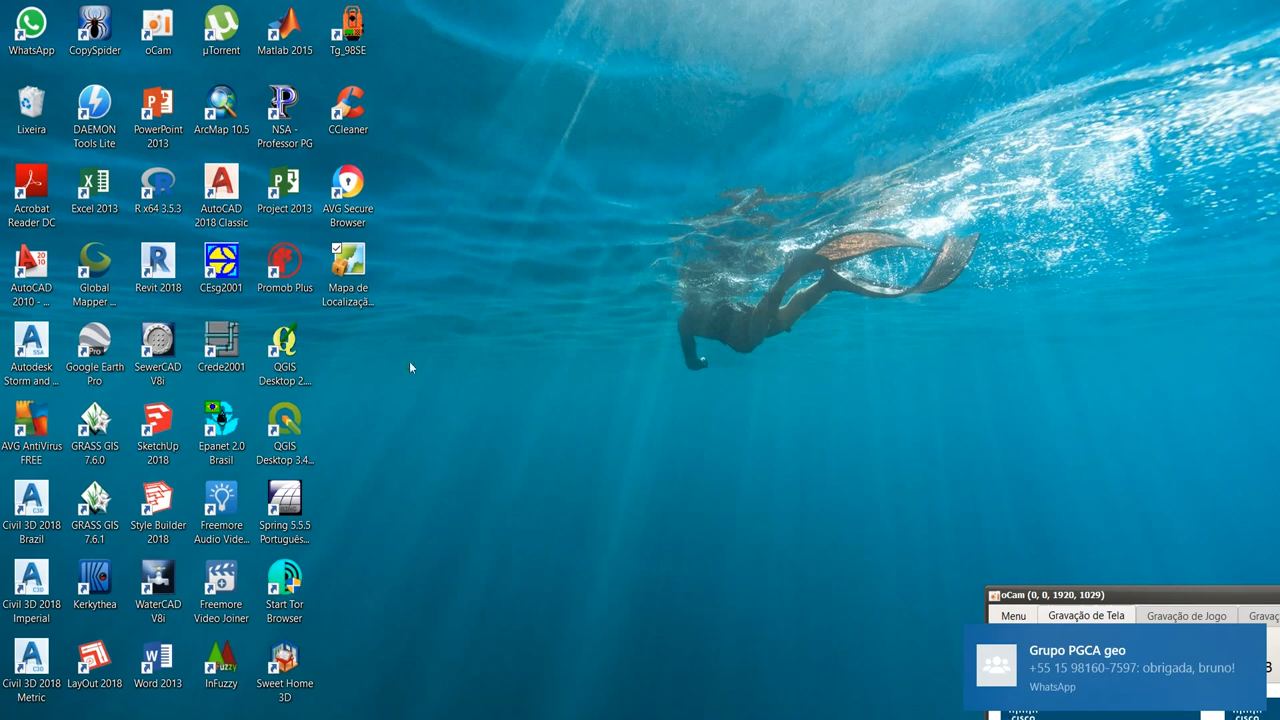 WhatsApp
CopySpider
oCam
µTorrent
Matlab 2015
Tg_98SE
Lixeira
DAEMON
Tools Lite
PowerPoint
2013
ArcMap 10.5
NSA -
Professor PG
CCleaner
Acrobat
Reader DC
Excel 2013
R x64 3.5.3
AutoCAD
2018 Classic
Project 2013
AVG Secure
Browser
AutoCAD
2010 - ...
Global
Mapper ...
Revit 2018
CEsg2001
Promob Plus
Mapa de
Localizaçã...
Autodesk
Storm and ...
Google Earth
Pro
SewerCAD
V8i
Crede2001
QGIS
Desktop 2....
AVG AntiVirus
FREE
GRASS GIS
7.6.0
SketchUp
2018
Epanet 2.0
Brasil
QGIS
Desktop 3.4...
Civil 3D 2018
Brazil
GRASS GIS
7.6.1
Style Builder
2018
Freemore
Audio Vide...
Spring 5.5.5
Português...
Civil 3D 2018
Imperial
Kerkythea
WaterCAD
V8i
Freemore
Video Joiner
Start Tor
Browser
Civil 3D 2018
Metric
LayOut 2018
Word 2013
InFuzzy
Sweet Home
3D
oCam (0, 0, 1920, 1029)
Menu
Gravação de Tela
Gravação de Jogo
Gravaç
Grupo PGCA geo
+55 15 98160-7597: obrigada, bruno!
WhatsApp
cisco
cisco